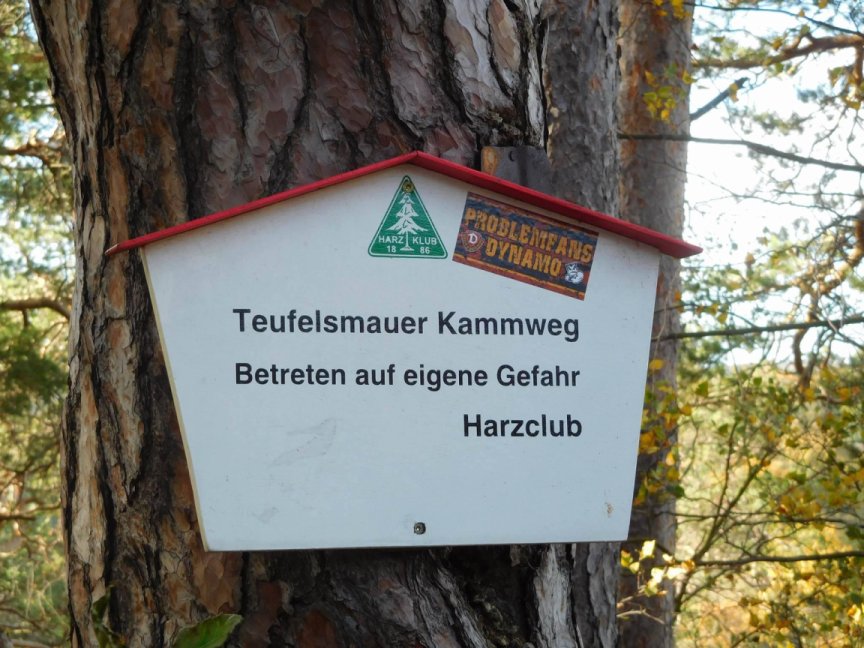 HARZ KLUB
18 86
PROBLEMFANS
D
DYNAMO
Teufelsmauer Kammweg
Betreten auf eigene Gefahr
Harzclub